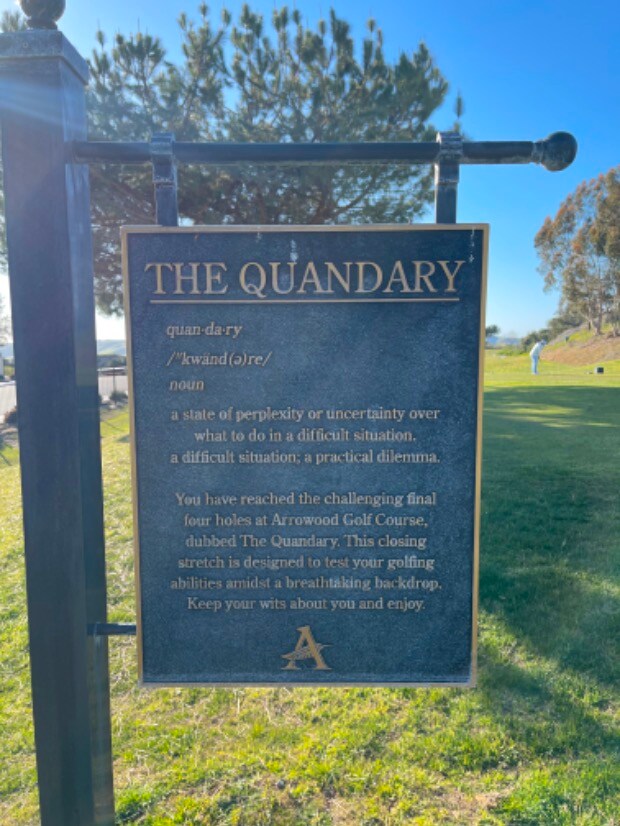 THE QUANDARY
quan·da·ry
/ˈ'kwänd(ə)re/
noun
a state of perplexity or uncertainty over
what to do in a difficult situation.
a difficult situation; a practical dilemma.
You have reached the challenging final
four holes at Arrowood Golf Course,
dubbed The Quandary. This closing
stretch is designed to test your golfing
abilities amidst a breathtaking backdrop.
Keep your wits about you and enjoy.
A